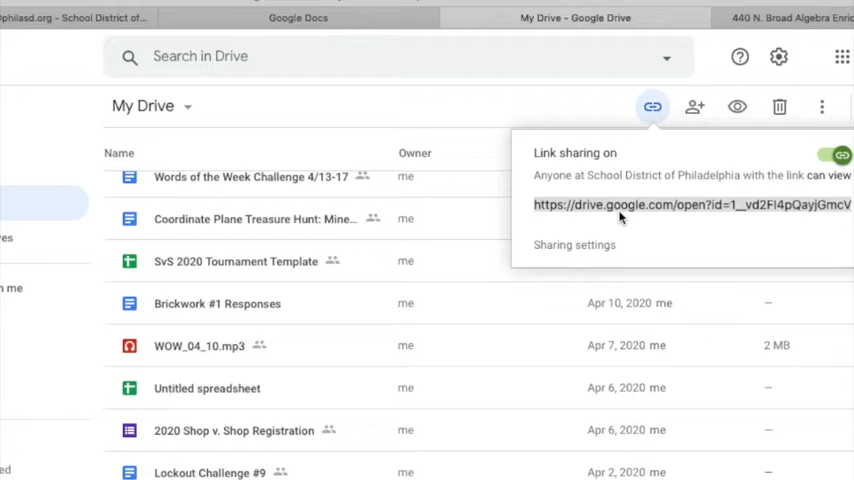 @philasd.org – School District of...
Google Docs
My Drive - Google Drive
440 N. Broad Algebra Enric
Search in Drive
My Drive
Link sharing on
Anyone at School District of Philadelphia with the link can view
https://drive.google.com/open?id=1__vd2FI4pQayjGmcV
Sharing settings
Name
Owner
Words of the Week Challenge 4/13-17
me
Coordinate Plane Treasure Hunt: Mine...
me
SvS 2020 Tournament Template
me
Brickwork #1 Responses
me
Apr 10, 2020 me
–
WOW_04_10.mp3
me
Apr 7, 2020 me
2 MB
Untitled spreadsheet
me
Apr 6, 2020 me
–
2020 Shop v. Shop Registration
me
Apr 6, 2020 me
–
Lockout Challenge #9
me
Apr 2, 2020 me
–
es
n me
ed